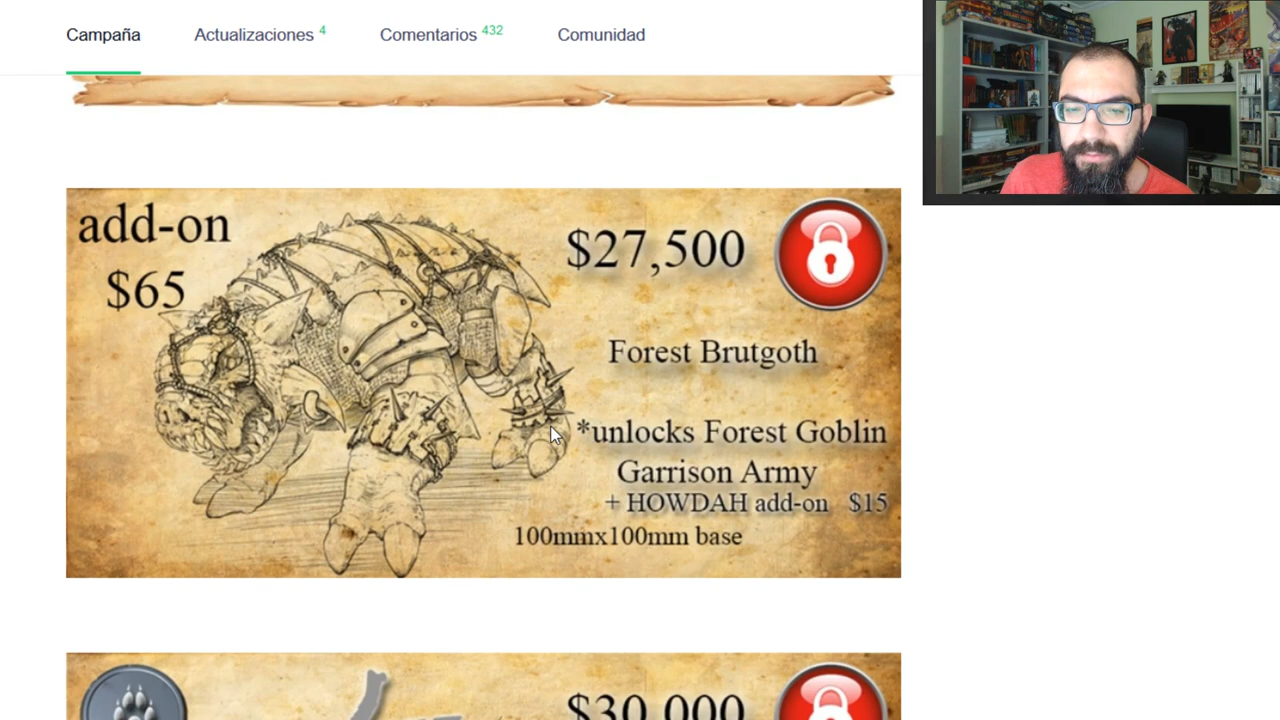 Campaña Actualizaciones 4 Comentarios 432 Comunidad
add-on
$65
$27,500
Forest Brutgoth
*unlocks Forest Goblin
Garrison Army
+ HOWDAH add-on $15
100mmx100mm base
$30,000